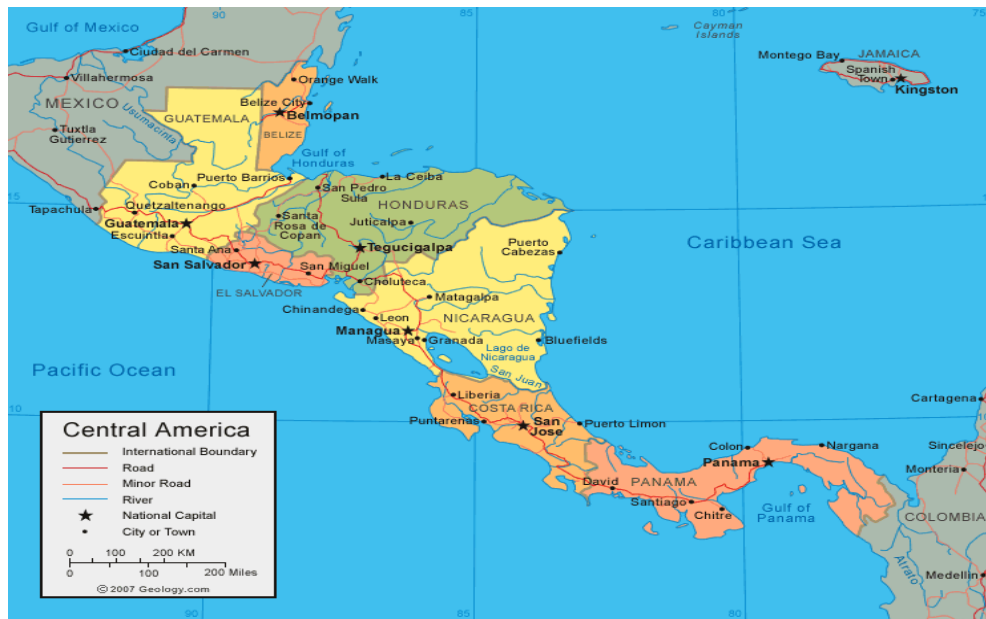 90
85
80
75
Gulf of Mexico
Cayman
Islands
Ciudad del Carmen
Montego Bay
JAMAICA
Villahermosa
Orange Walk
Spanish
Town
Kingston
MEXICO
Belize City
Usumacinta
GUATEMALA
Belmopan
Tuxtla
Gutierrez
BELIZE
Gulf of
Honduras
Coban
Puerto Barrios
La Ceiba
San Pedro
Sula
15
Tapachula
Quetzaltenango
HONDURAS
Guatemala
Santa
Rosa de
Copan
Juticalpa
Escuintla
Santa Ana
Tegucigalpa
Puerto
Cabezas
Caribbean Sea
San Salvador
San Miguel
EL SALVADOR
Choluteca
Chinandega
Matagalpa
Leon
NICARAGUA
Managua
Masaya
Granada
Bluefields
Lago de
Nicaragua
Pacific Ocean
San Juan
Liberia
Cartagena
10
COSTA RICA
10
Puntarenas
San
Jose
Puerto Limon
Colon
Nargana
Sincelejo
Panama
Monteria
David
PANAMA
Santiago
Chitre
Gulf of
Panama
COLOMBIA
Atrato
Medellin
Central America
International Boundary
Road
Minor Road
River
National Capital
City or Town
0 100 200 KM
0 100 200 Miles
©2007 Geology.com
90
85
80